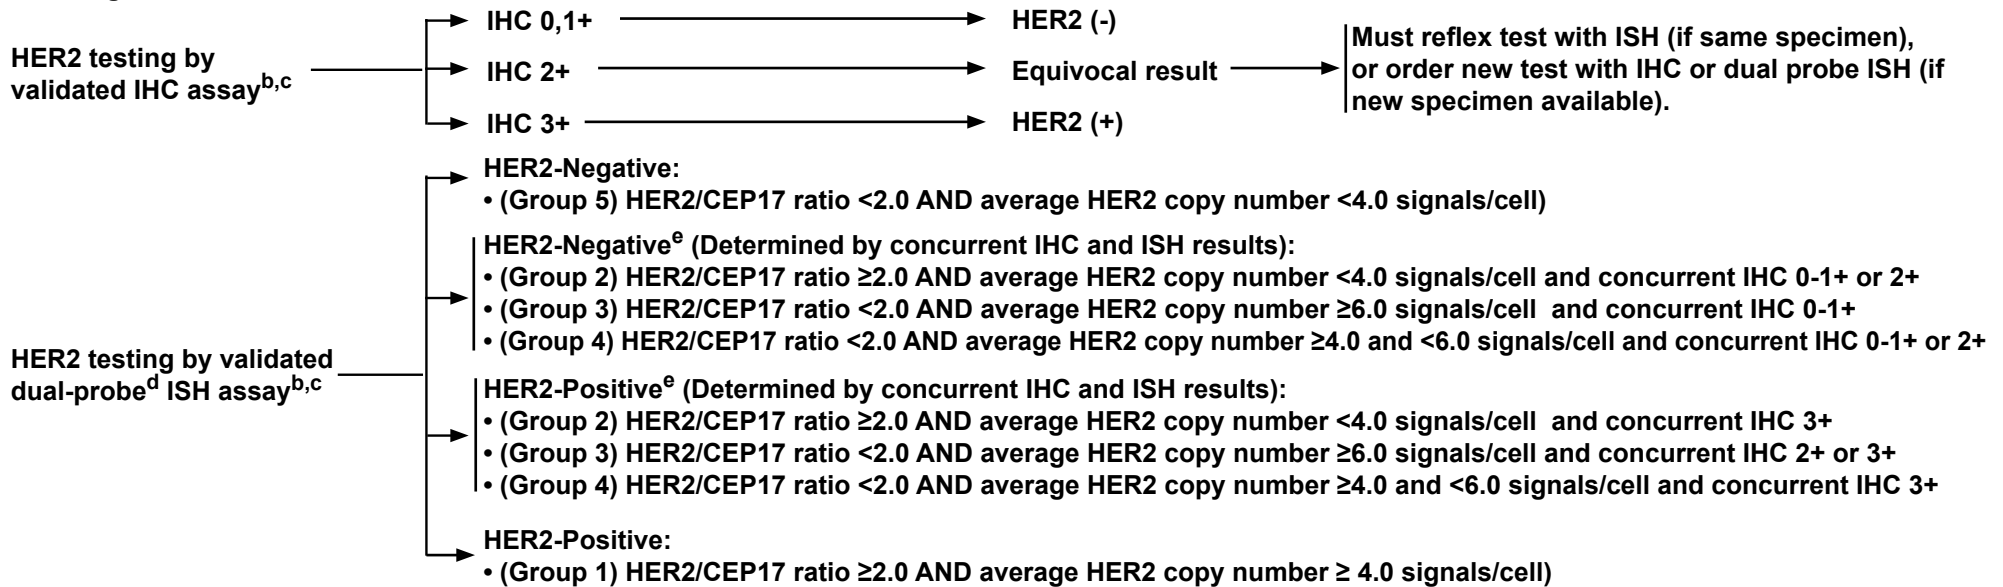 IHC 0,1+
HER2 (-)
HER2 testing by
validated IHC assayb,c
IHC 2+
Equivocal result
Must reflex test with ISH (if same specimen),
or order new test with IHC or dual probe ISH (if
new specimen available).
IHC 3+
HER2 (+)
HER2 testing by validated
dual-probed ISH assayb,c
HER2-Negative:
• (Group 5) HER2/CEP17 ratio <2.0 AND average HER2 copy number <4.0 signals/cell)
HER2-Negativee (Determined by concurrent IHC and ISH results):
• (Group 2) HER2/CEP17 ratio ≥2.0 AND average HER2 copy number <4.0 signals/cell and concurrent IHC 0-1+ or 2+
• (Group 3) HER2/CEP17 ratio <2.0 AND average HER2 copy number ≥6.0 signals/cell and concurrent IHC 0-1+
• (Group 4) HER2/CEP17 ratio <2.0 AND average HER2 copy number ≥4.0 and <6.0 signals/cell and concurrent IHC 0-1+ or 2+
HER2-Positivee (Determined by concurrent IHC and ISH results):
• (Group 2) HER2/CEP17 ratio ≥2.0 AND average HER2 copy number <4.0 signals/cell and concurrent IHC 3+
• (Group 3) HER2/CEP17 ratio <2.0 AND average HER2 copy number ≥6.0 signals/cell and concurrent IHC 2+ or 3+
• (Group 4) HER2/CEP17 ratio <2.0 AND average HER2 copy number ≥4.0 and <6.0 signals/cell and concurrent IHC 3+
HER2-Positive:
• (Group 1) HER2/CEP17 ratio ≥2.0 AND average HER2 copy number ≥ 4.0 signals/cell)